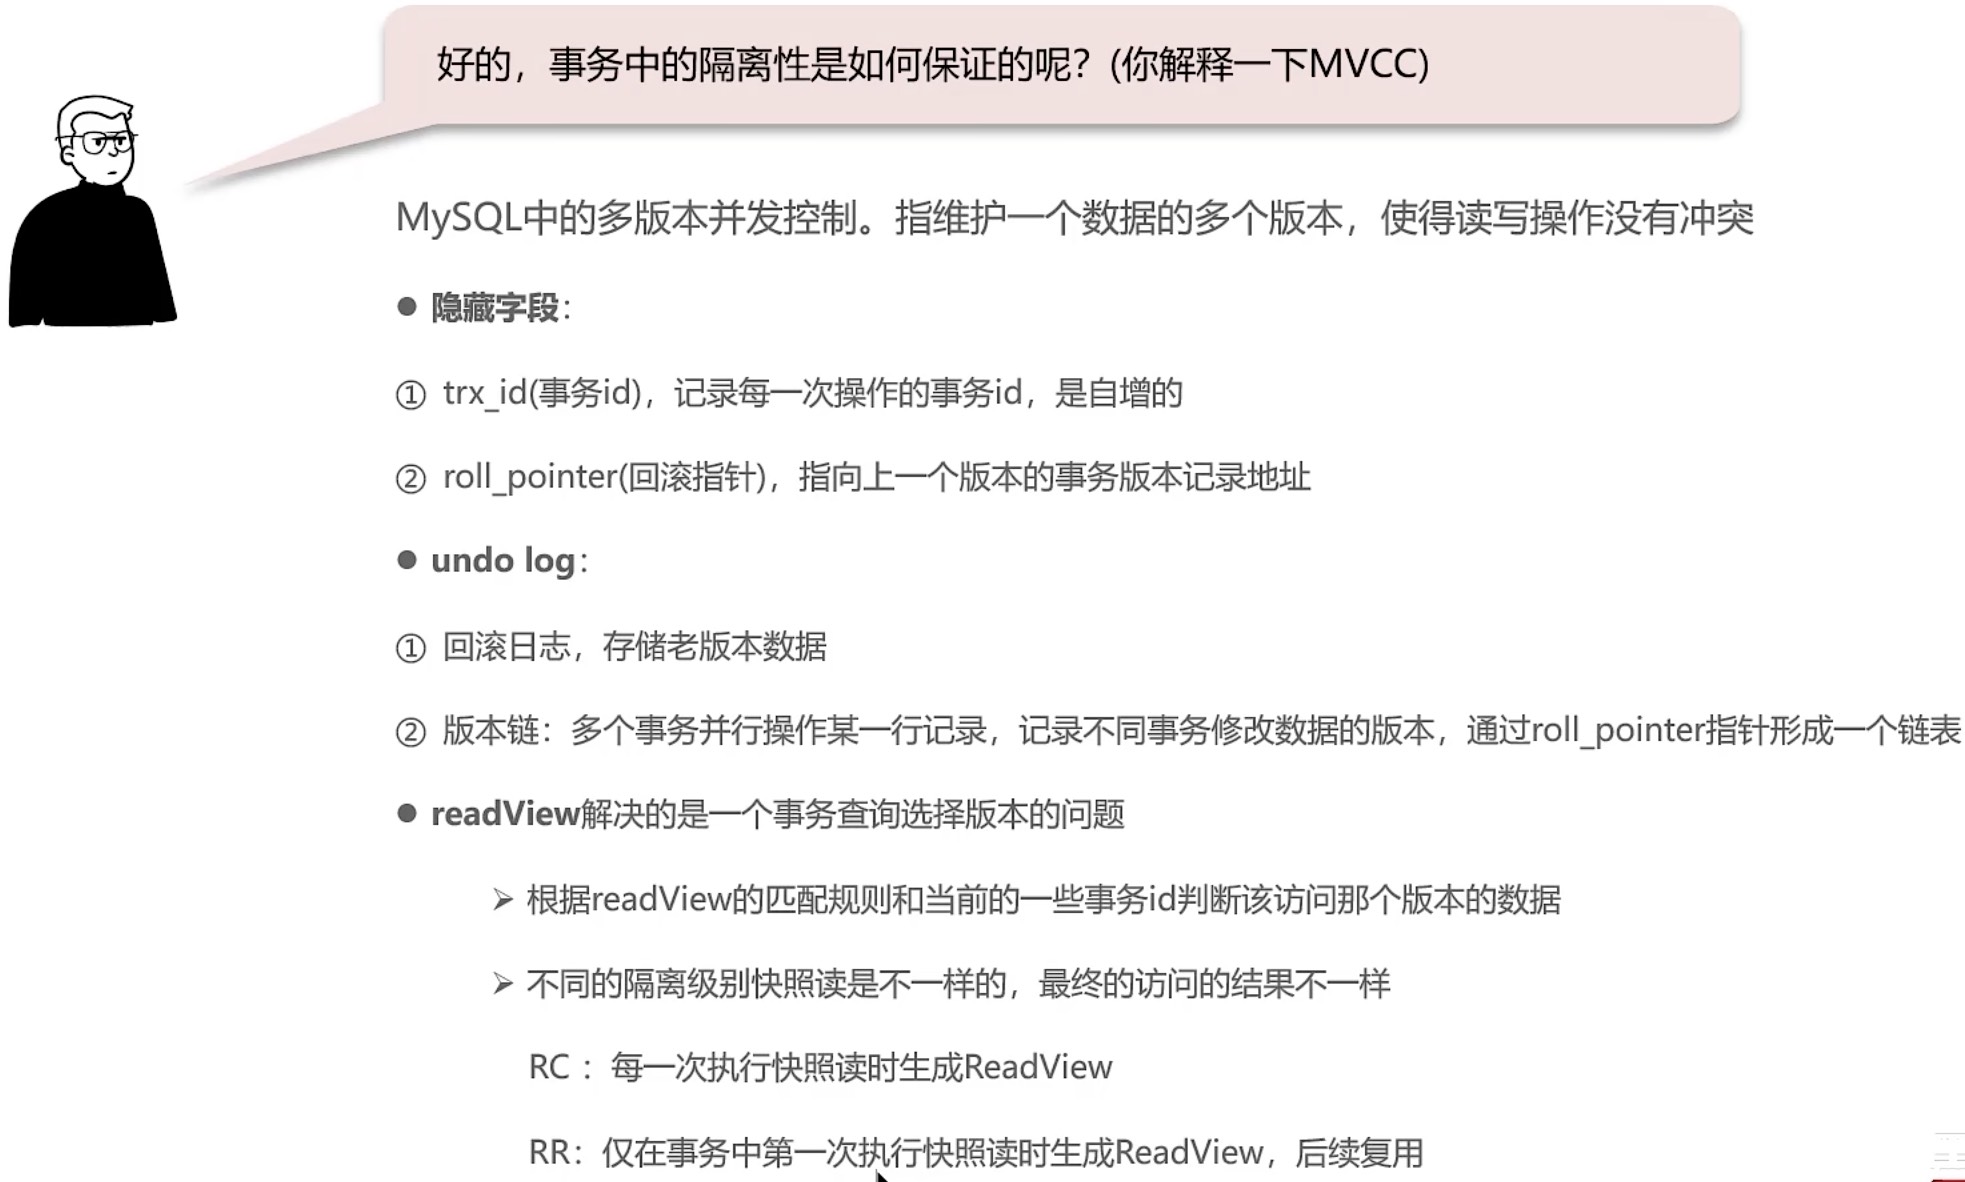 好的，事务中的隔离性是如何保证的呢？(你解释一下MVCC)
MySQL中的多版本并发控制。指维护一个数据的多个版本，使得读写操作没有冲突
● 隐藏字段：
① trx_id(事务id)，记录每一次操作的事务id，是自增的
② roll_pointer(回滚指针)，指向上一个版本的事务版本记录地址
● undo log：
① 回滚日志，存储老版本数据
② 版本链：多个事务并行操作某一行记录，记录不同事务修改数据的版本，通过roll_pointer指针形成一个链表
● readView解决的是一个事务查询选择版本的问题
➢ 根据readView的匹配规则和当前的一些事务id判断该访问那个版本的数据
➢ 不同的隔离级别快照读是不一样的，最终的访问的结果不一样
RC ：每一次执行快照读时生成ReadView
RR：仅在事务中第一次执行快照读时生成ReadView，后续复用